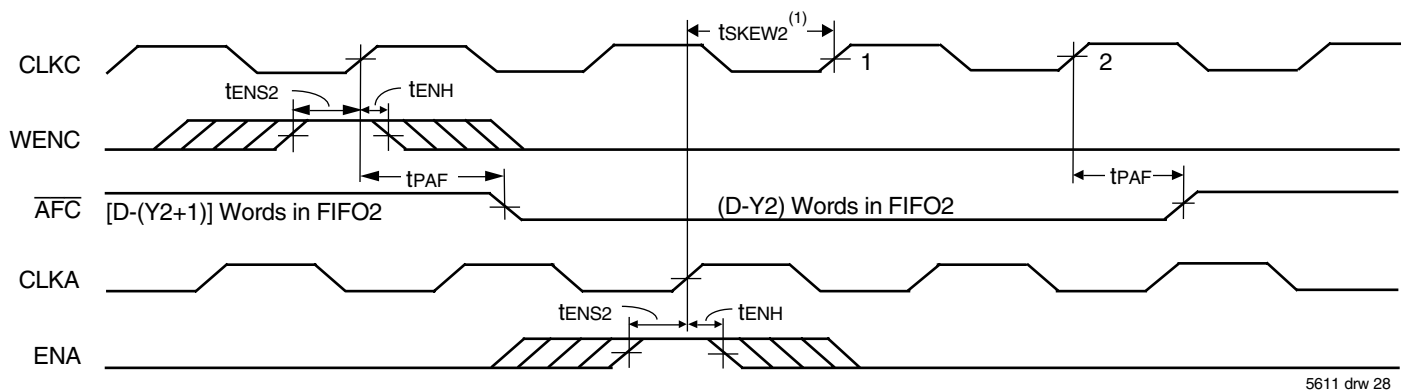 tSKEW2(1)
CLKC
1
2
tENS2
tENH
WENC
tPAF
tPAF
AFC
[D-(Y2+1)] Words in FIFO2
(D-Y2) Words in FIFO2
CLKA
tENS2
tENH
ENA
5611 drw 28